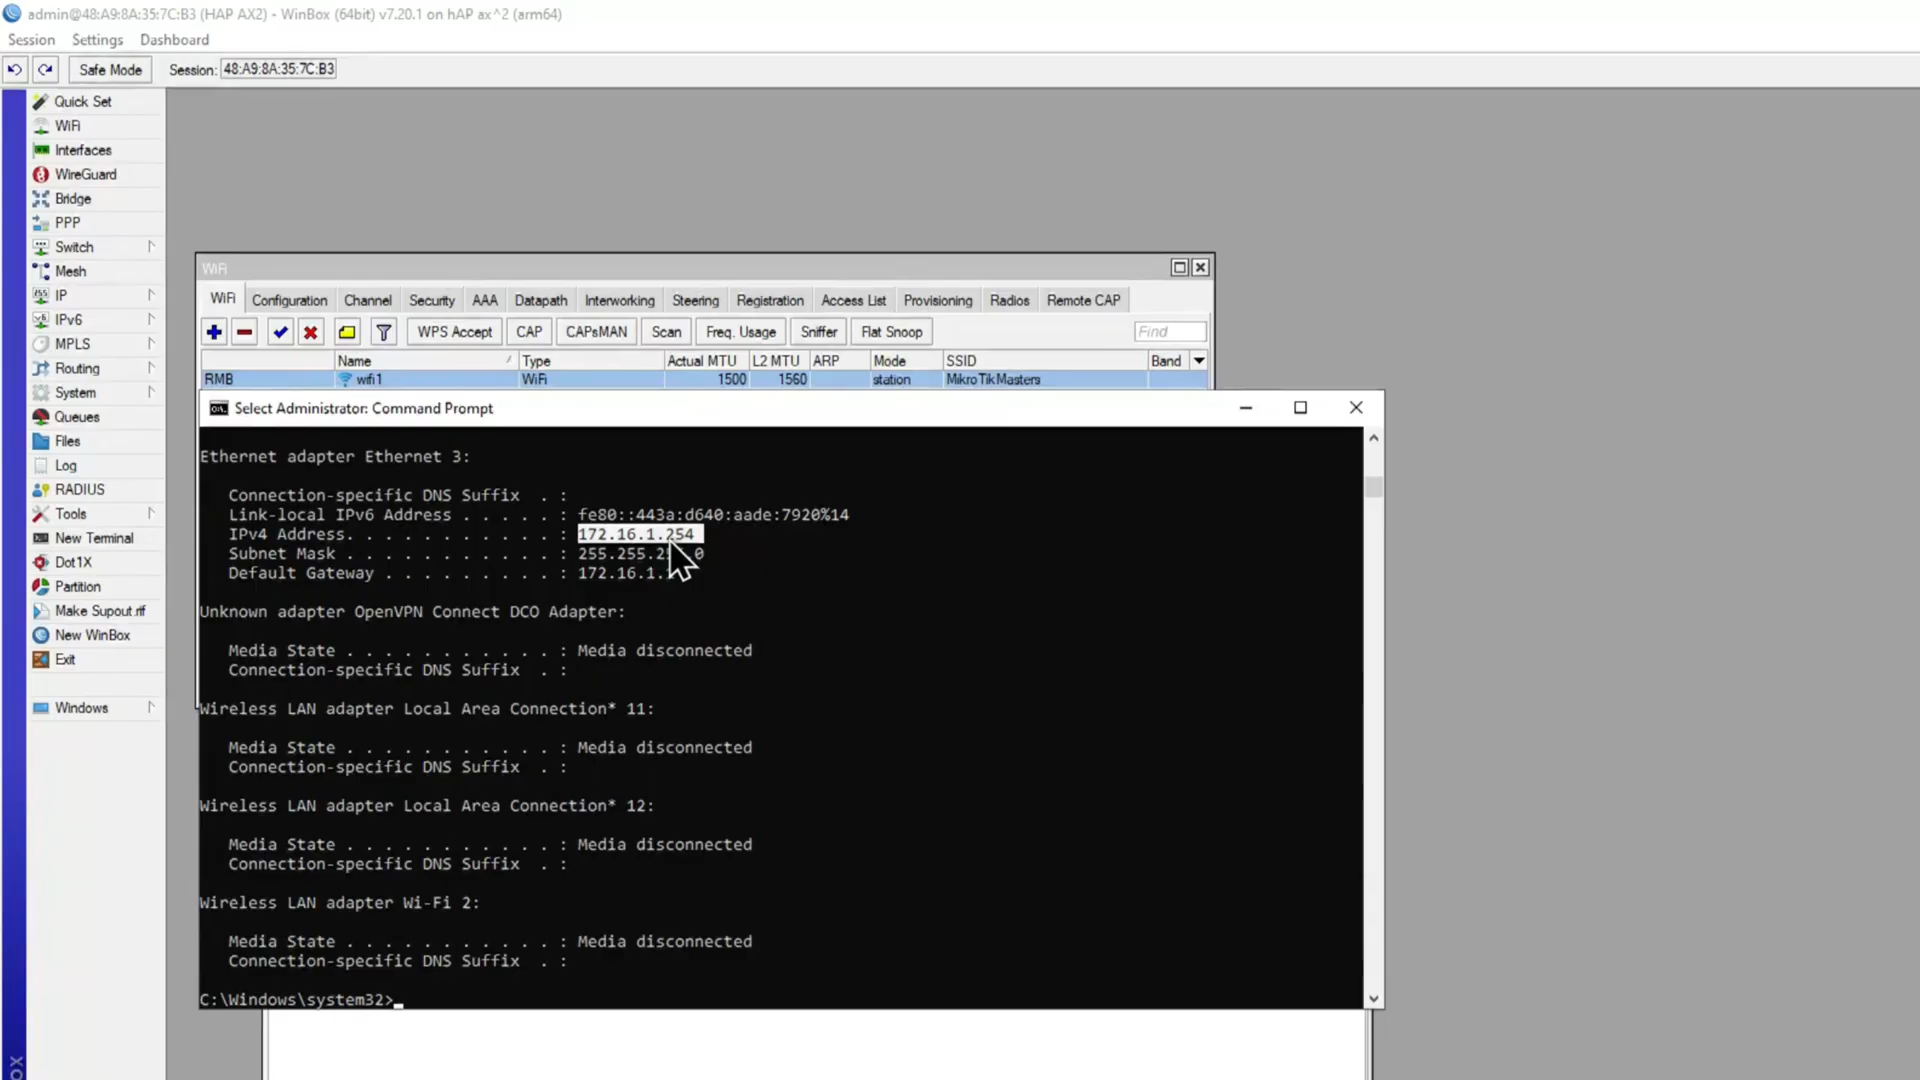 admin@48:A9:8A:35:7C:B3 (HAP AX2) - WinBox (64bit) v7.20.1 on hAP ax^2 (arm64)
Session Settings Dashboard
Safe Mode Session: 48:A9:8A:35:7C:B3
Quick Set
WiFi
Interfaces
WireGuard
Bridge
PPP
Switch
Mesh
IP
IPv6
MPLS
Routing
System
Queues
Files
Log
RADIUS
Tools
New Terminal
Dot1X
Partition
Make Supout.rif
New WinBox
Exit
Windows
WiFi
WiFi Configuration Channel Security AAA Datapath Interworking Steering Registration Access List Provisioning Radios Remote CAP
WPS Accept CAP CAPsMAN Scan Freq. Usage Sniffer Flat Snoop Find
Name Type Actual MTU L2 MTU ARP Mode SSID Band
RMB wifi1 WiFi 1500 1560 station MikroTikMasters
Select Administrator: Command Prompt
Ethernet adapter Ethernet 3:
Connection-specific DNS Suffix . :
Link-local IPv6 Address . . . . . : fe80::443a:d640:aade:7920%14
IPv4 Address. . . . . . . . . . . : 172.16.1.254
Subnet Mask . . . . . . . . . . . : 255.255.2 .0
Default Gateway . . . . . . . . . : 172.16.1.
Unknown adapter OpenVPN Connect DCO Adapter:
Media State . . . . . . . . . . . : Media disconnected
Connection-specific DNS Suffix . :
Wireless LAN adapter Local Area Connection* 11:
Media State . . . . . . . . . . . : Media disconnected
Connection-specific DNS Suffix . :
Wireless LAN adapter Local Area Connection* 12:
Media State . . . . . . . . . . . : Media disconnected
Connection-specific DNS Suffix . :
Wireless LAN adapter Wi-Fi 2:
Media State . . . . . . . . . . . : Media disconnected
Connection-specific DNS Suffix . :
C:\Windows\system32>